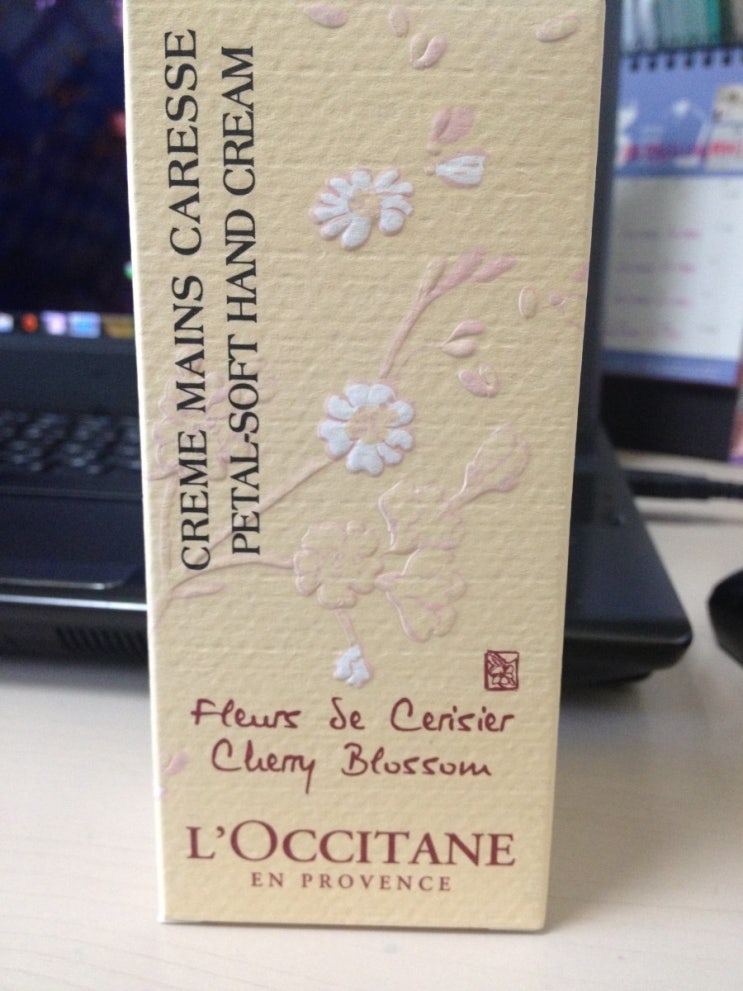 CREME MAINS CARESSE
PETAL-SOFT HAND CREAM
Fleurs de Cerisier
Cherry Blossom
L'OCCITANE
EN PROVENCE